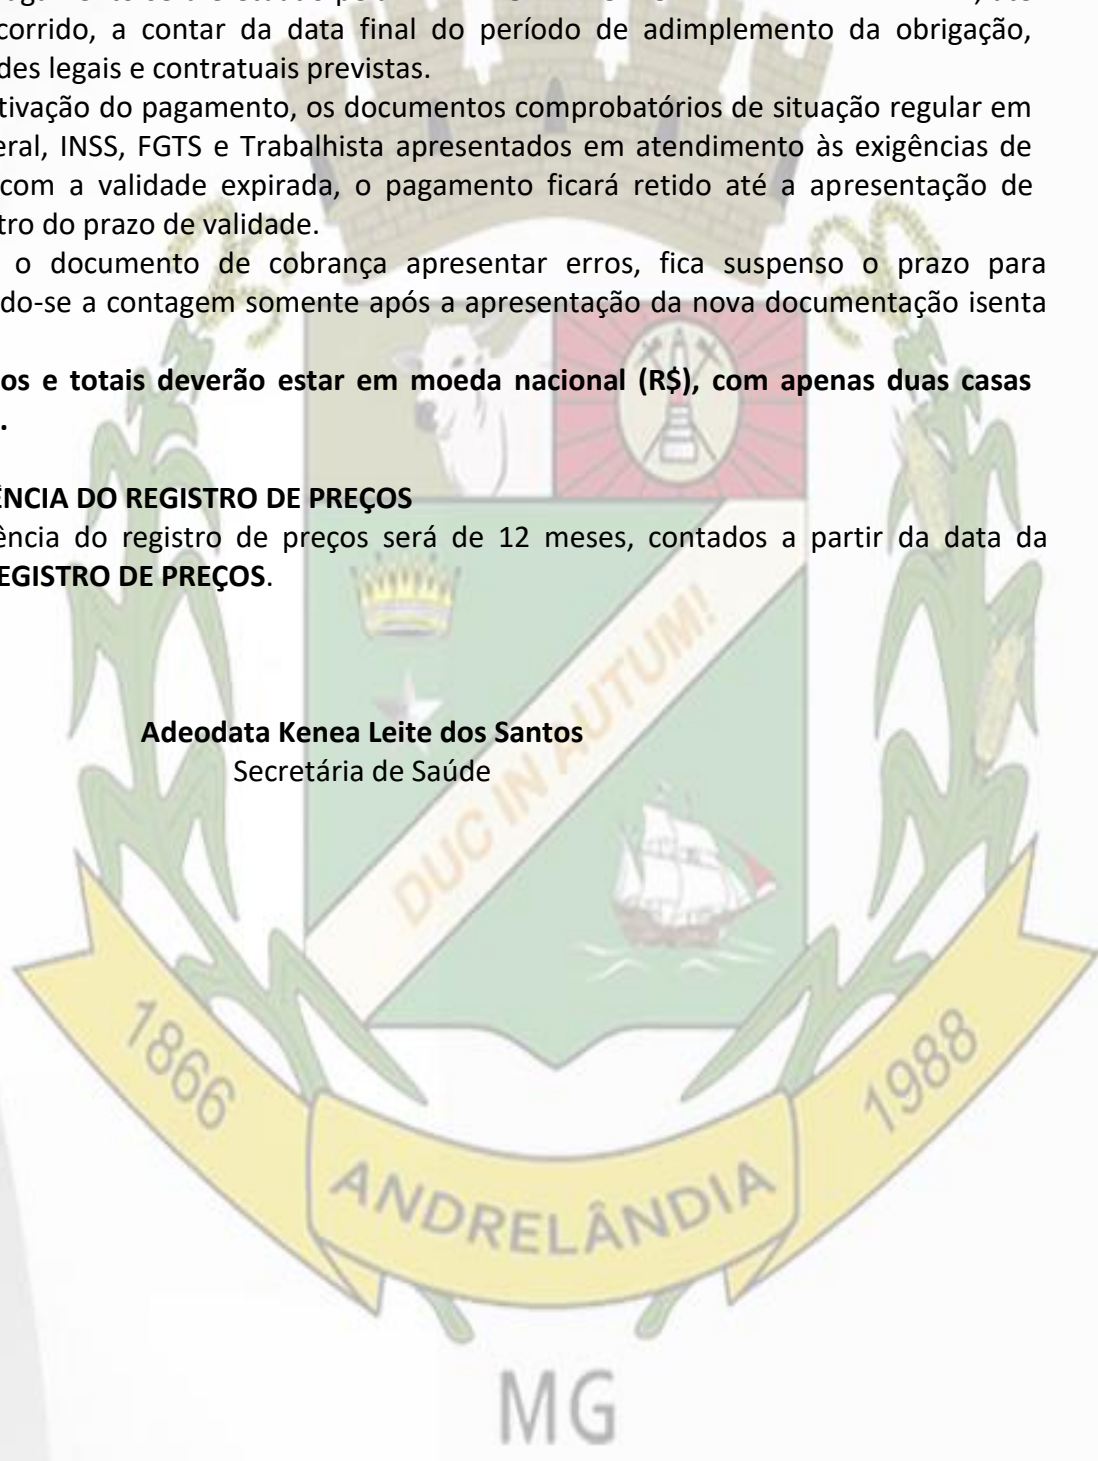 corrido, a contar da data final do período de adimplemento da obrigação,
des legais e contratuais previstas.
tivação do pagamento, os documentos comprobatórios de situação regular em
eral, INSS, FGTS e Trabalhista apresentados em atendimento às exigências de
com a validade expirada, o pagamento ficará retido até a apresentação de
tro do prazo de validade.
o documento de cobrança apresentar erros, fica suspenso o prazo para
do-se a contagem somente após a apresentação da nova documentação isenta
os e totais deverão estar em moeda nacional (R$), com apenas duas casas
.
ÊNCIA DO REGISTRO DE PREÇOS
ência do registro de preços será de 12 meses, contados a partir da data da
EGISTRO DE PREÇOS.
DUC IN AUTUM!
Adeodata Kenea Leite dos Santos
Secretária de Saúde
1866
ANDRELÂNDIA
1988
MG